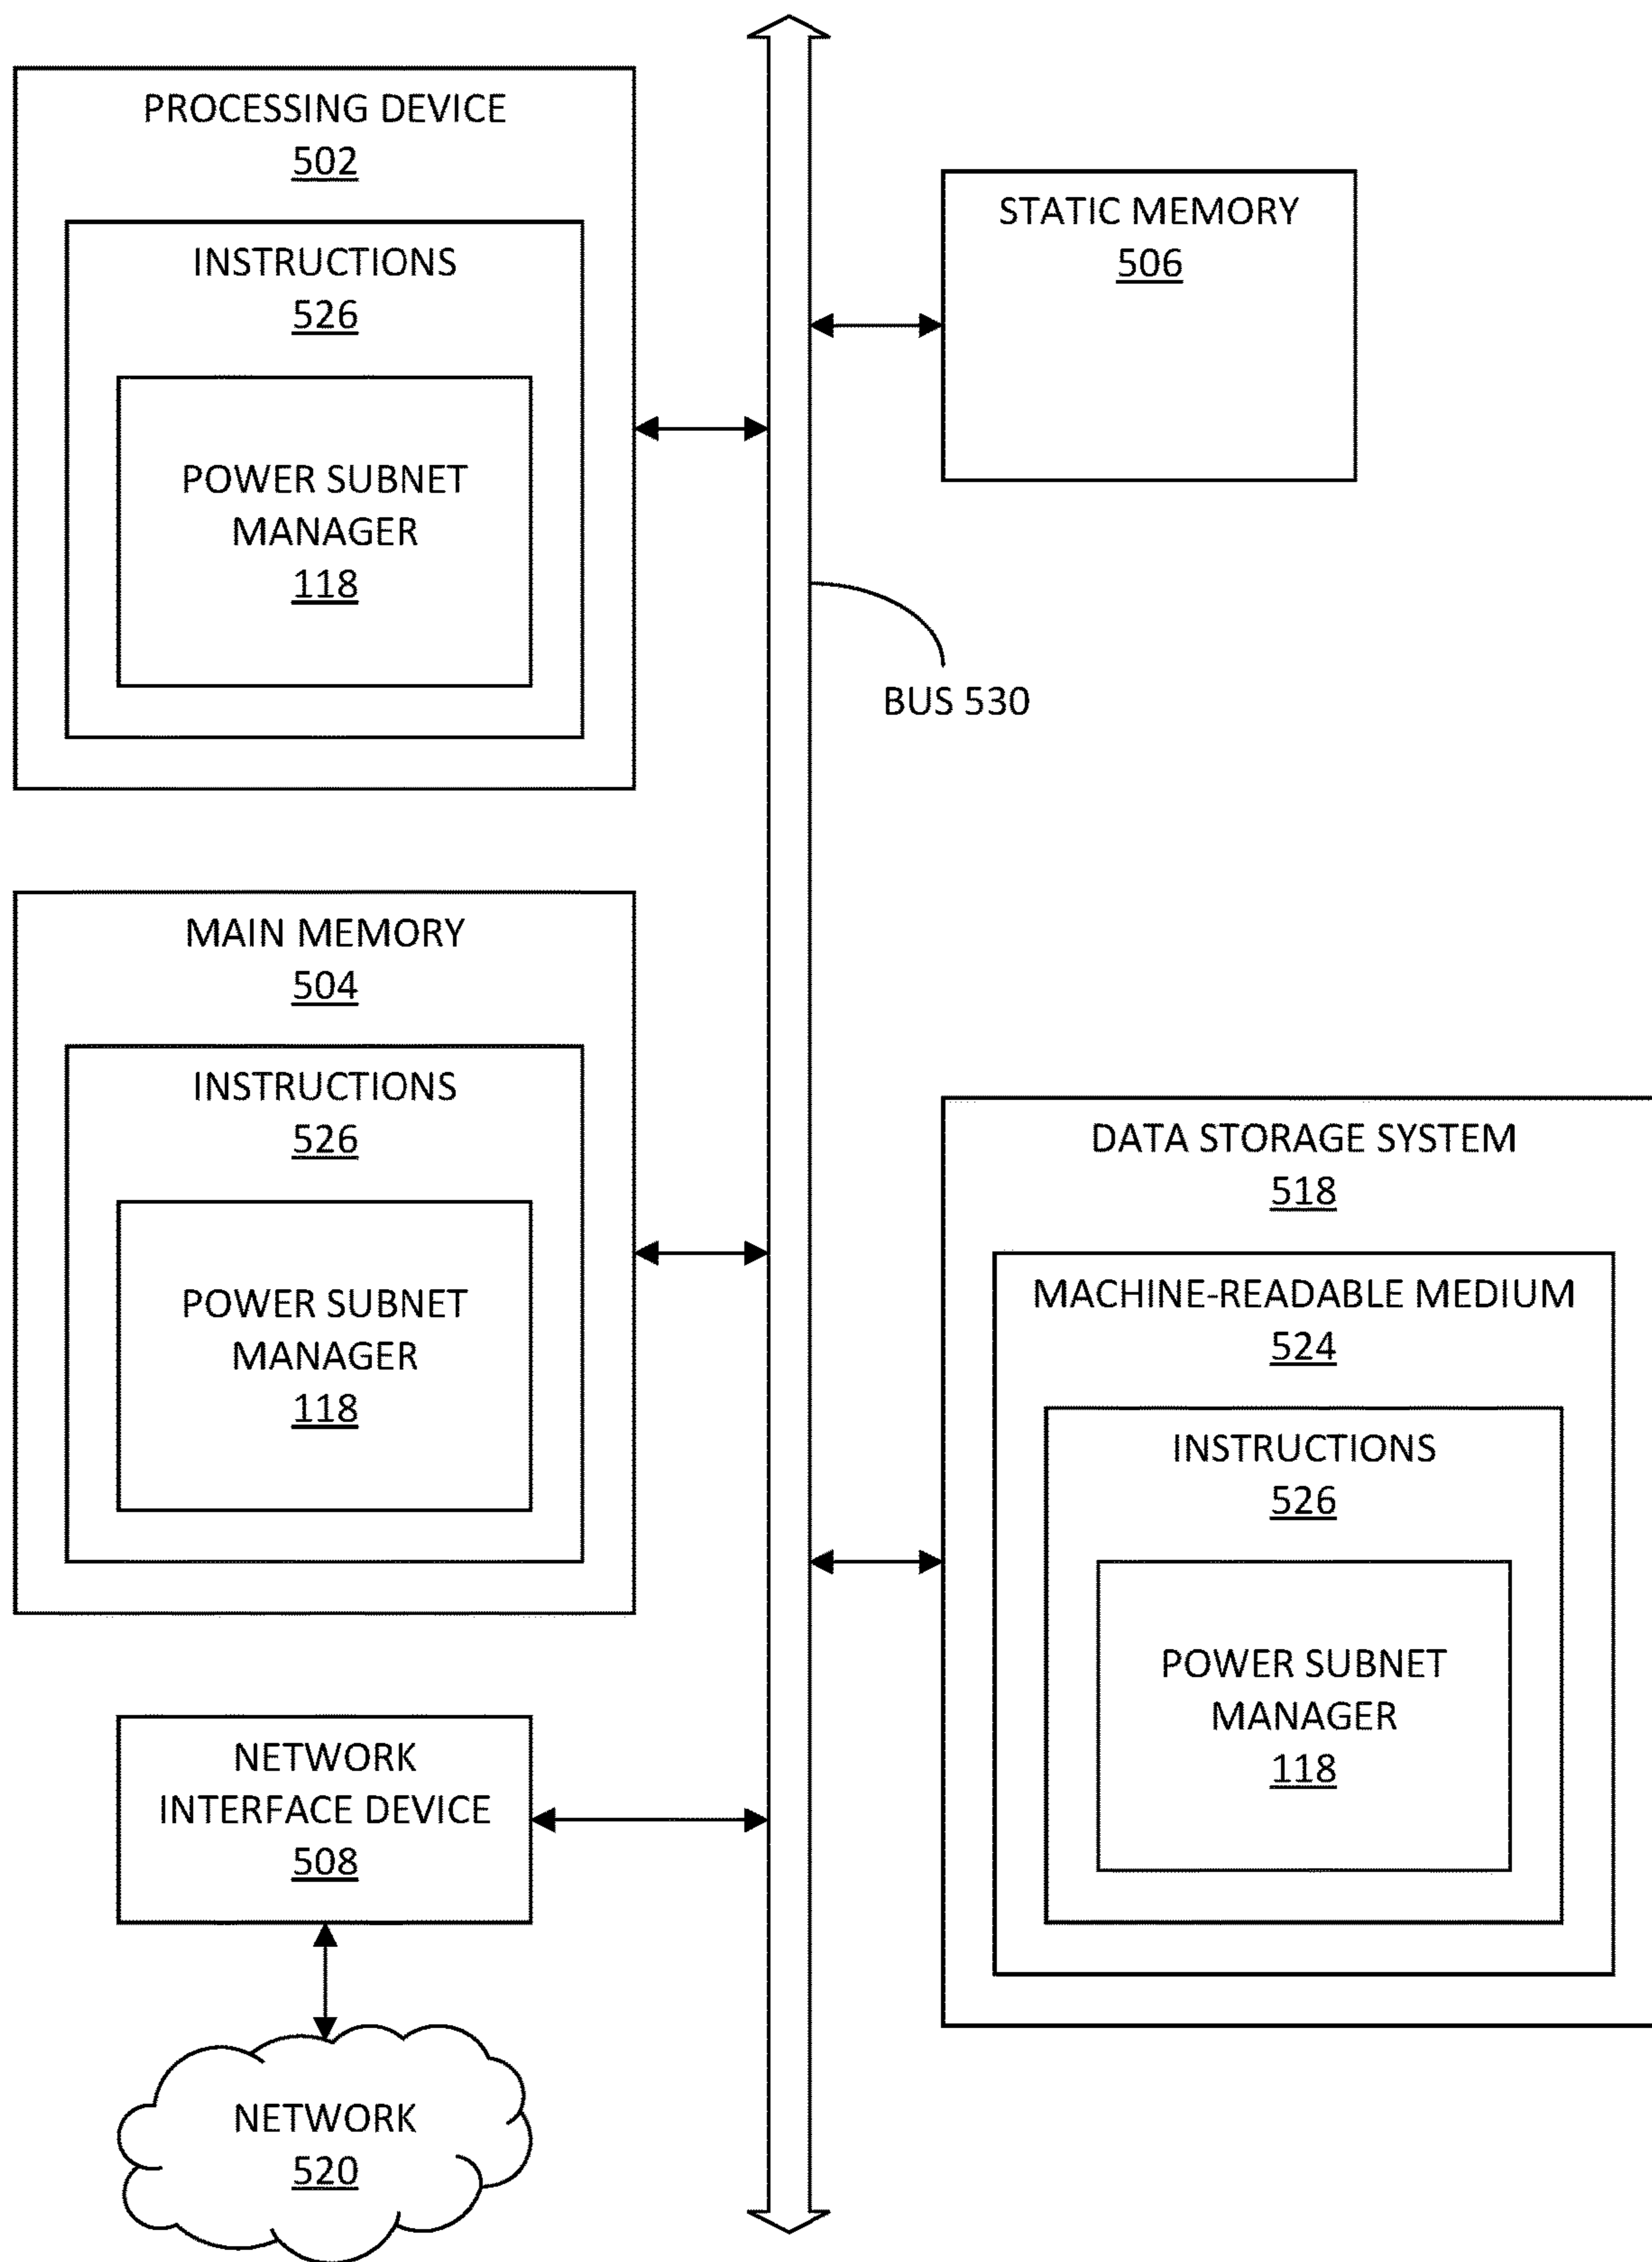 PROCESSING DEVICE
502
INSTRUCTIONS
526
POWER SUBNET
MANAGER
118
STATIC MEMORY
506
BUS 530
MAIN MEMORY
504
INSTRUCTIONS
526
POWER SUBNET
MANAGER
118
DATA STORAGE SYSTEM
518
MACHINE-READABLE MEDIUM
524
INSTRUCTIONS
526
POWER SUBNET
MANAGER
118
NETWORK
INTERFACE DEVICE
508
NETWORK
520